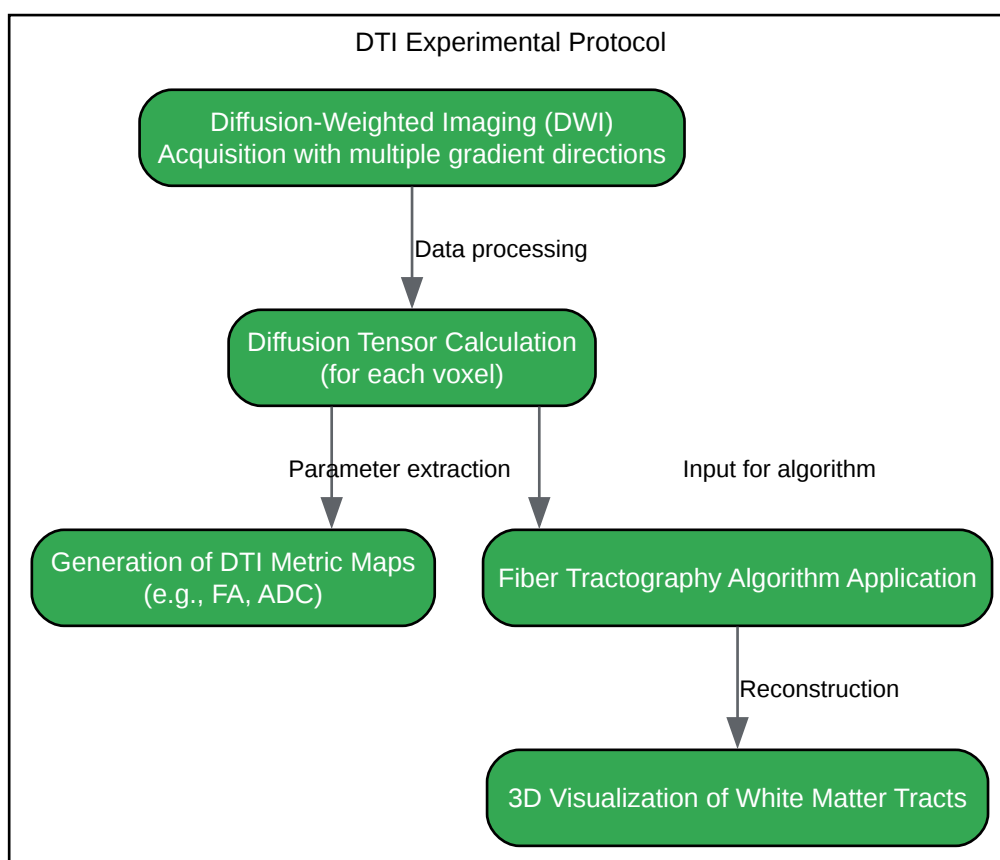 DTI Experimental Protocol
Diffusion-Weighted Imaging (DWI)
Acquisition with multiple gradient directions
Data processing
Diffusion Tensor Calculation
(for each voxel)
Parameter extraction
Input for algorithm
Generation of DTI Metric Maps
(e.g., FA, ADC)
Fiber Tractography Algorithm Application
Reconstruction
3D Visualization of White Matter Tracts